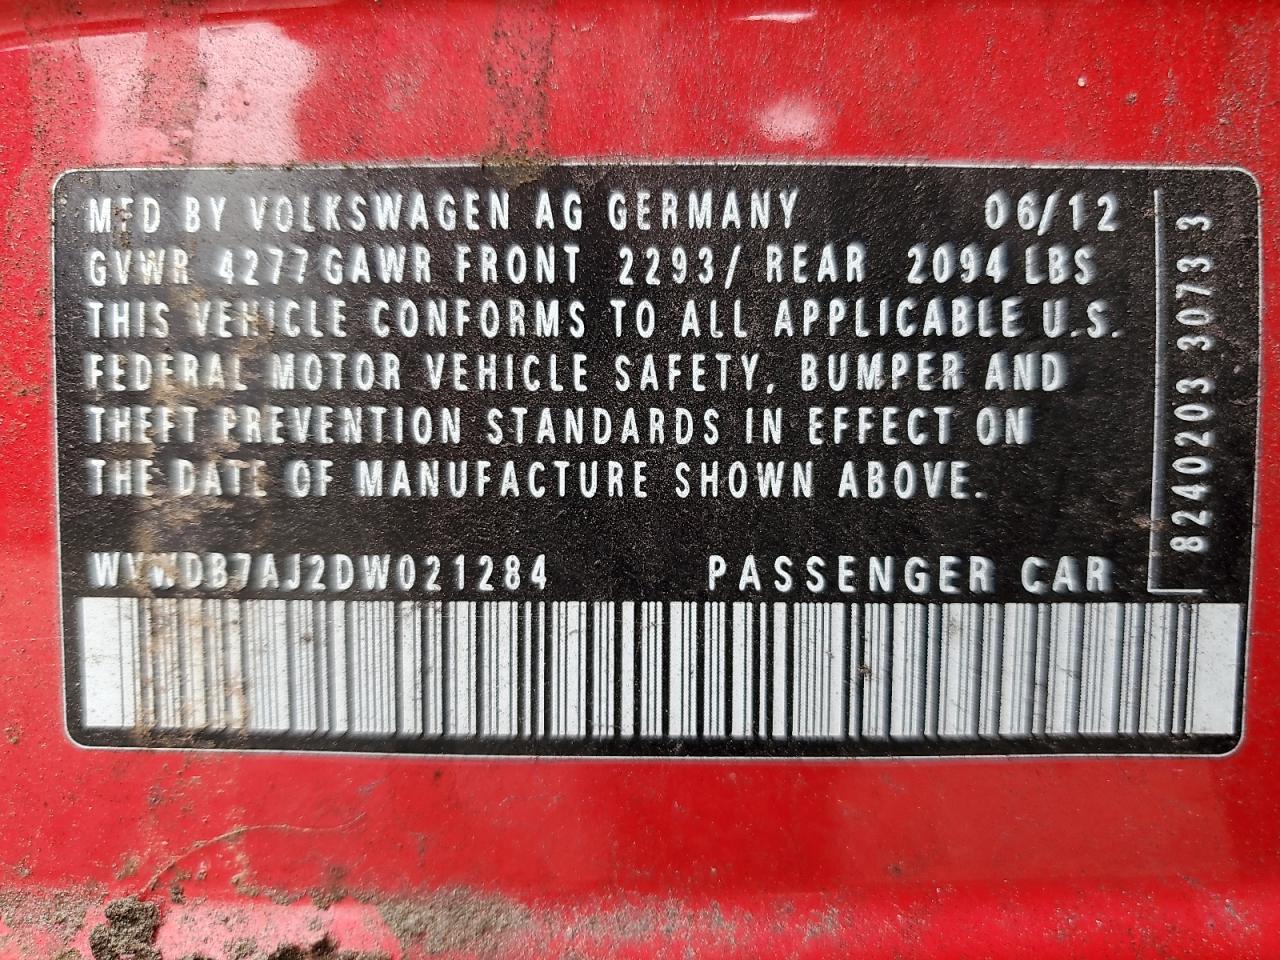 MFD BY VOLKSWAGEN AG GERMANY 06/12
GVWR 4277 GAWR FRONT 2293/ REAR 2094 LBS
THIS VEHICLE CONFORMS TO ALL APPLICABLE U.S.
FEDERAL MOTOR VEHICLE SAFETY, BUMPER AND
THEFT PREVENTION STANDARDS IN EFFECT ON
THE DATE OF MANUFACTURE SHOWN ABOVE.
WVWDB7AJ2DW021284 PASSENGER CAR
8240203 3073 3